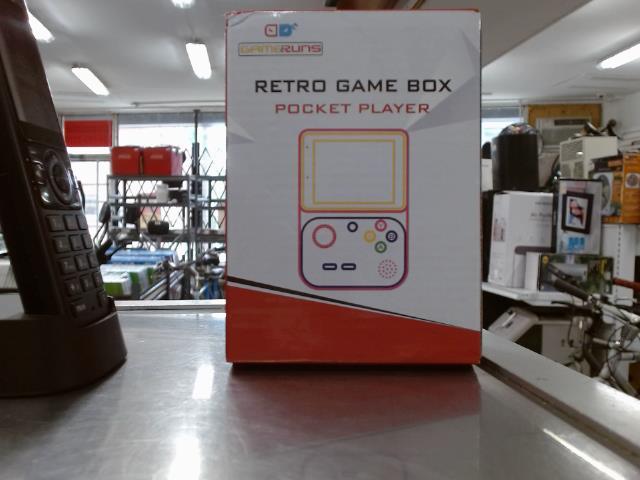 GAMERUNS
RETRO GAME BOX
POCKET PLAYER